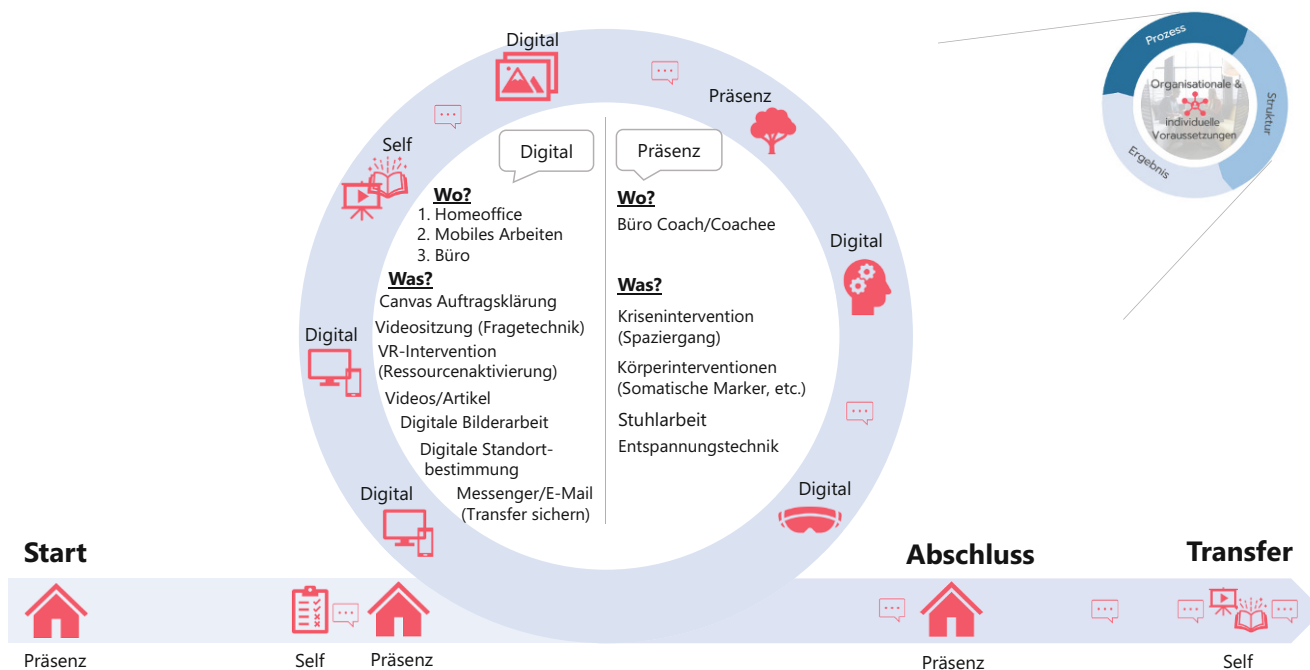 Digital
Präsenz
Self
Digital
Präsenz
Wo?
1. Homeoffice
2. Mobiles Arbeiten
3. Büro
Was?
Canvas Auftragsklärung
Videositzung (Fragetechnik)
VR-Intervention
(Ressourcenaktivierung)
Videos/Artikel
Digitale Bilderarbeit
Digitale Standort-
bestimmung
Messenger/E-Mail
(Transfer sichern)
Wo?
Büro Coach/Coachee
Was?
Krisenintervention
(Spaziergang)
Körperinterventionen
(Somatische Marker, etc.)
Stuhlarbeit
Entspannungstechnik
Digital
Digital
Digital
Digital
Prozess
Struktur
Ergebnis
Organisationale &
individuelle
Voraussetzungen
Start
Abschluss
Transfer
Präsenz
Self
Präsenz
Präsenz
Self